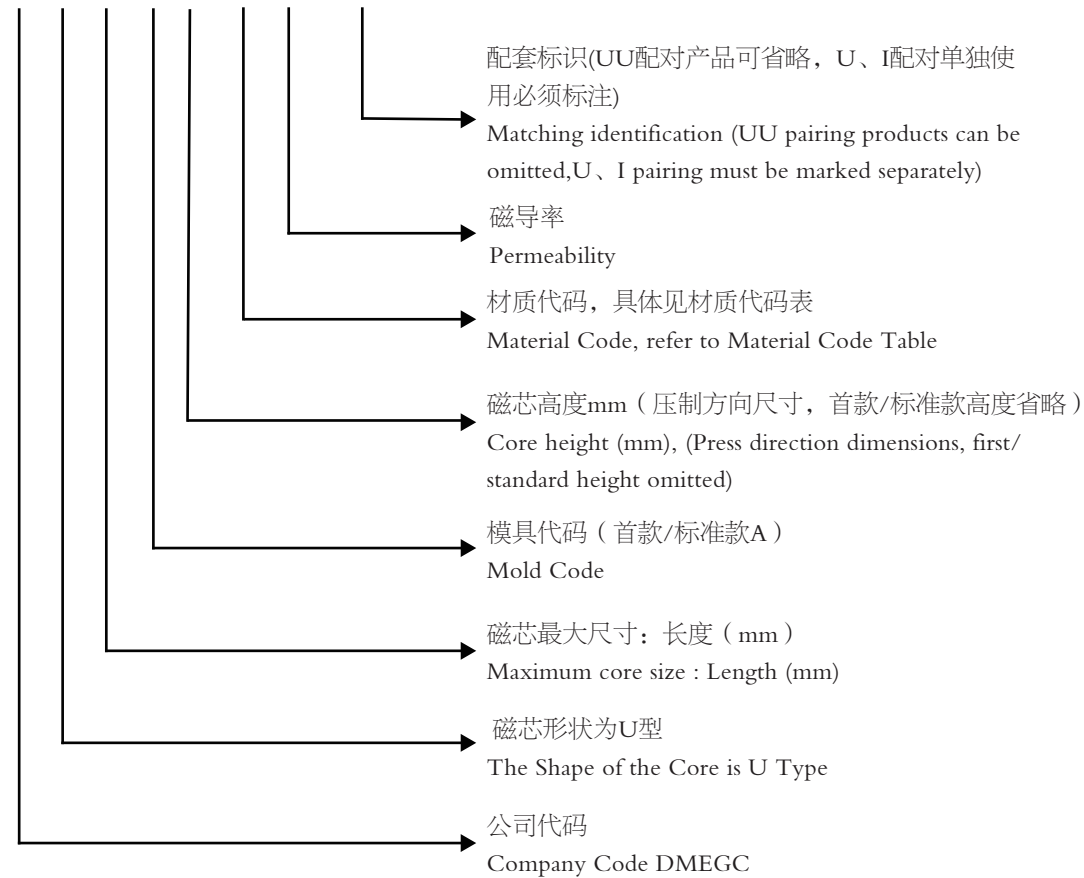 配套标识(UU配对产品可省略，U、I配对单独使
用必须标注)
Matching identification (UU pairing products can be
omitted,U、I pairing must be marked separately)
磁导率
Permeability
材质代码，具体见材质代码表
Material Code, refer to Material Code Table
磁芯高度mm（压制方向尺寸，首款/标准款高度省略）
Core height (mm), (Press direction dimensions, first/
standard height omitted)
模具代码（首款/标准款A）
Mold Code
磁芯最大尺寸：长度（mm）
Maximum core size : Length (mm)
磁芯形状为U型
The Shape of the Core is U Type
公司代码
Company Code DMEGC